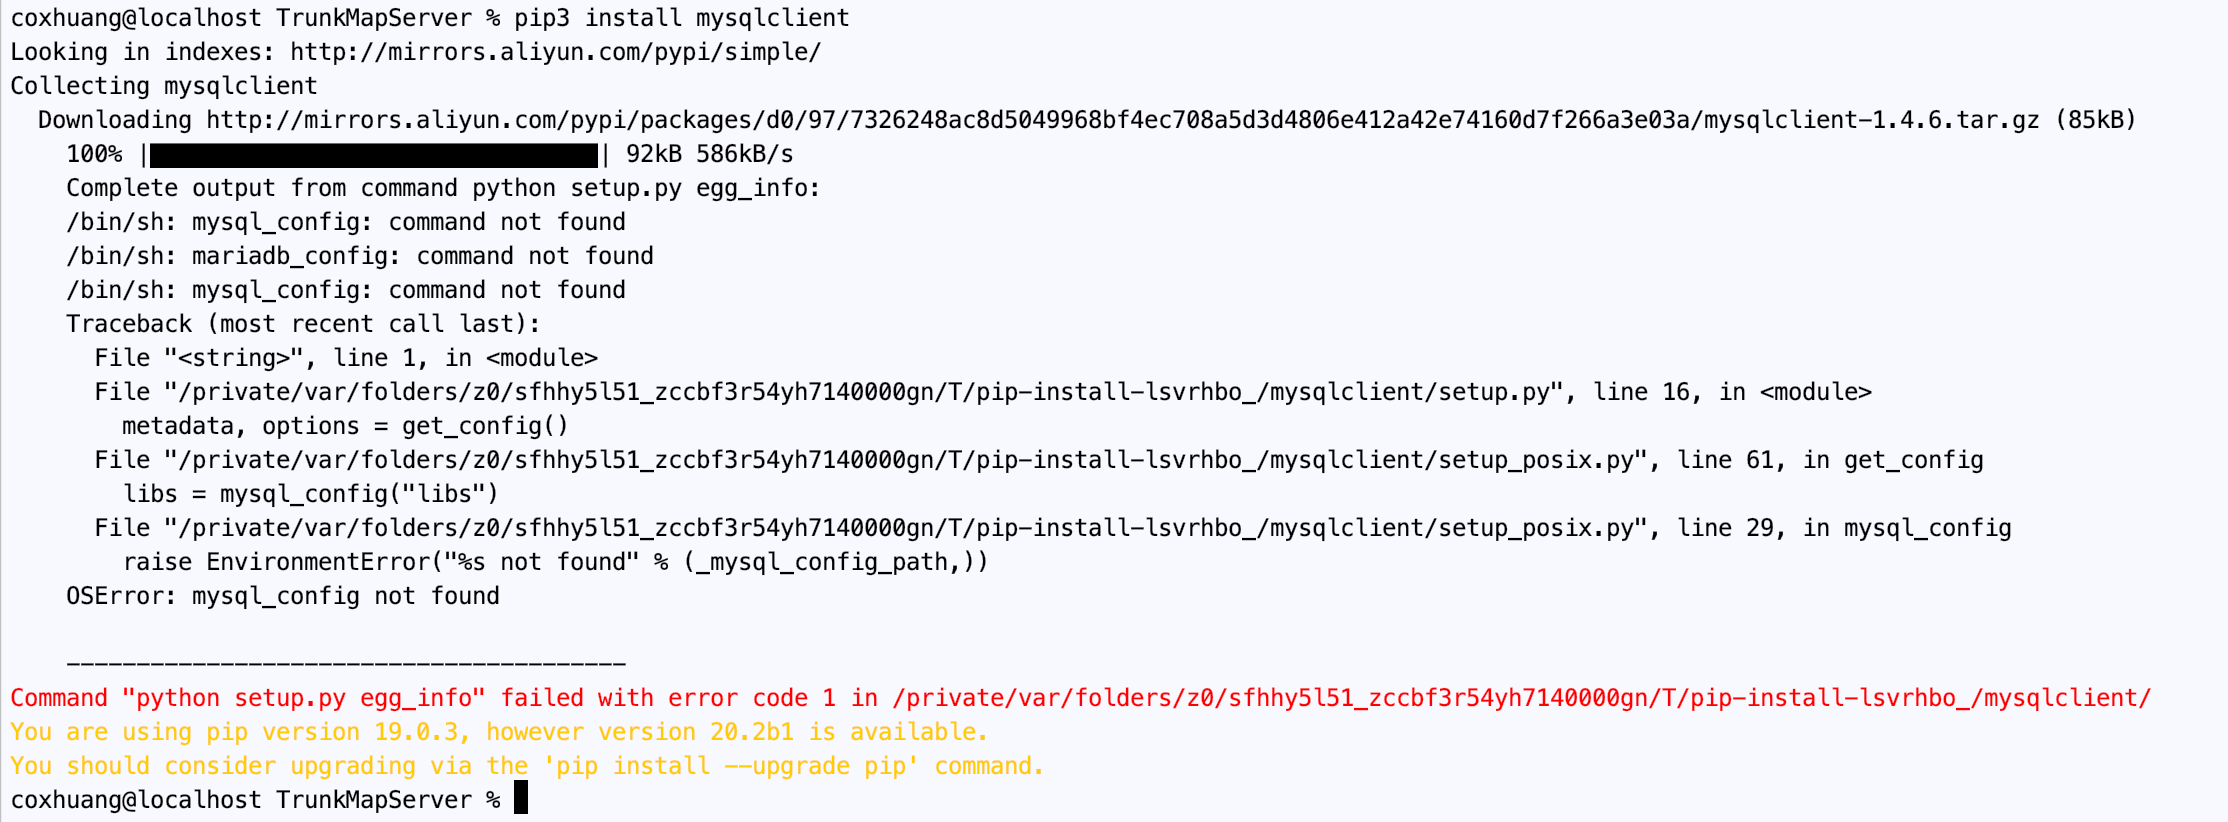 coxhuang@localhost TrunkMapServer % pip3 install mysqlclient
Looking in indexes: http://mirrors.aliyun.com/pypi/simple/
Collecting mysqlclient
  Downloading http://mirrors.aliyun.com/pypi/packages/d0/97/7326248ac8d5049968bf4ec708a5d3d4806e412a42e74160d7f266a3e03a/mysqlclient-1.4.6.tar.gz (85kB)
    100% |████████████████████████████████| 92kB 586kB/s
    Complete output from command python setup.py egg_info:
    /bin/sh: mysql_config: command not found
    /bin/sh: mariadb_config: command not found
    /bin/sh: mysql_config: command not found
    Traceback (most recent call last):
      File "<string>", line 1, in <module>
      File "/private/var/folders/z0/sfhhy5l51_zccbf3r54yh7140000gn/T/pip-install-lsvrhbo_/mysqlclient/setup.py", line 16, in <module>
        metadata, options = get_config()
      File "/private/var/folders/z0/sfhhy5l51_zccbf3r54yh7140000gn/T/pip-install-lsvrhbo_/mysqlclient/setup_posix.py", line 61, in get_config
        libs = mysql_config("libs")
      File "/private/var/folders/z0/sfhhy5l51_zccbf3r54yh7140000gn/T/pip-install-lsvrhbo_/mysqlclient/setup_posix.py", line 29, in mysql_config
        raise EnvironmentError("%s not found" % (_mysql_config_path,))
    OSError: mysql_config not found

    ----------------------------------------
Command "python setup.py egg_info" failed with error code 1 in /private/var/folders/z0/sfhhy5l51_zccbf3r54yh7140000gn/T/pip-install-lsvrhbo_/mysqlclient/
You are using pip version 19.0.3, however version 20.2b1 is available.
You should consider upgrading via the 'pip install --upgrade pip' command.
coxhuang@localhost TrunkMapServer %